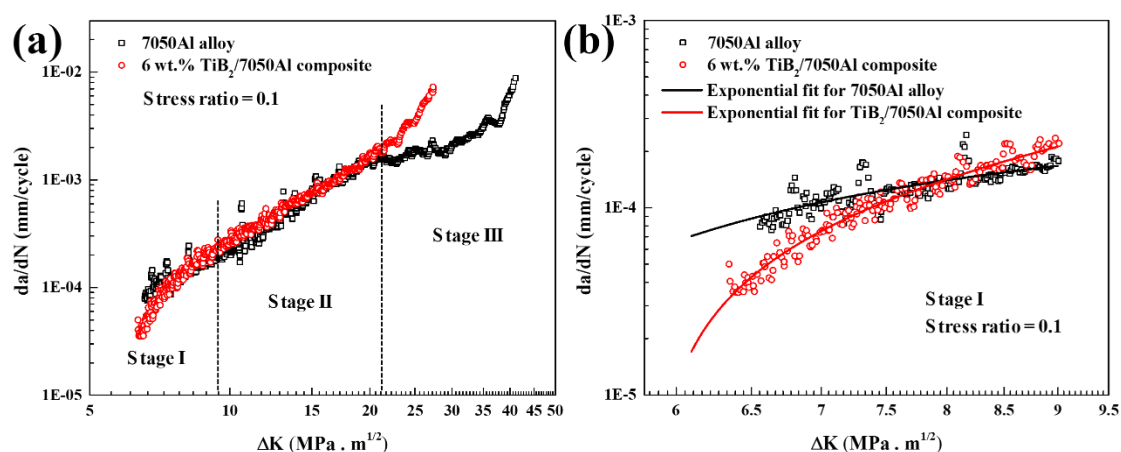 (a)
7050Al alloy
6 wt.% TiB₂/7050Al composite
Stress ratio = 0.1
Stage I
Stage II
Stage III
1E-02
1E-03
1E-04
1E-05
da/dN (mm/cycle)
5 10 15 20 25 30 35 40 45 50
ΔK (MPa . m^1/2)
(b)
7050Al alloy
6 wt.% TiB₂/7050Al composite
Exponential fit for 7050Al alloy
Exponential fit for TiB₂/7050Al composite
Stage I
Stress ratio = 0.1
1E-3
1E-4
1E-5
da/dN (mm/cycle)
6 6.5 7 7.5 8 8.5 9 9.5
ΔK (MPa . m^1/2)